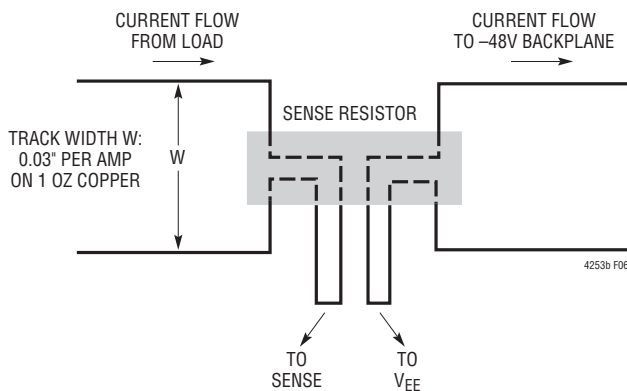 CURRENT FLOW
FROM LOAD
CURRENT FLOW
TO –48V BACKPLANE
SENSE RESISTOR
TRACK WIDTH W:
0.03" PER AMP
ON 1 OZ COPPER
W
4253b F06
TO
SENSE
TO
VEE